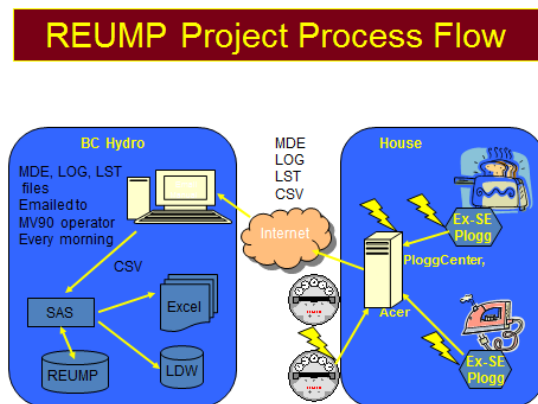 REUMP Project Process Flow
BC Hydro
MDE, LOG, LST
files
Emailed to
MV90 operator
Every morning
CSV
SAS
Excel
REUMP
LDW
MDE
LOG
LST
CSV
Internet
House
Ex-SE
Plogg
PloggCenter,
Acer
Ex-SE
Plogg